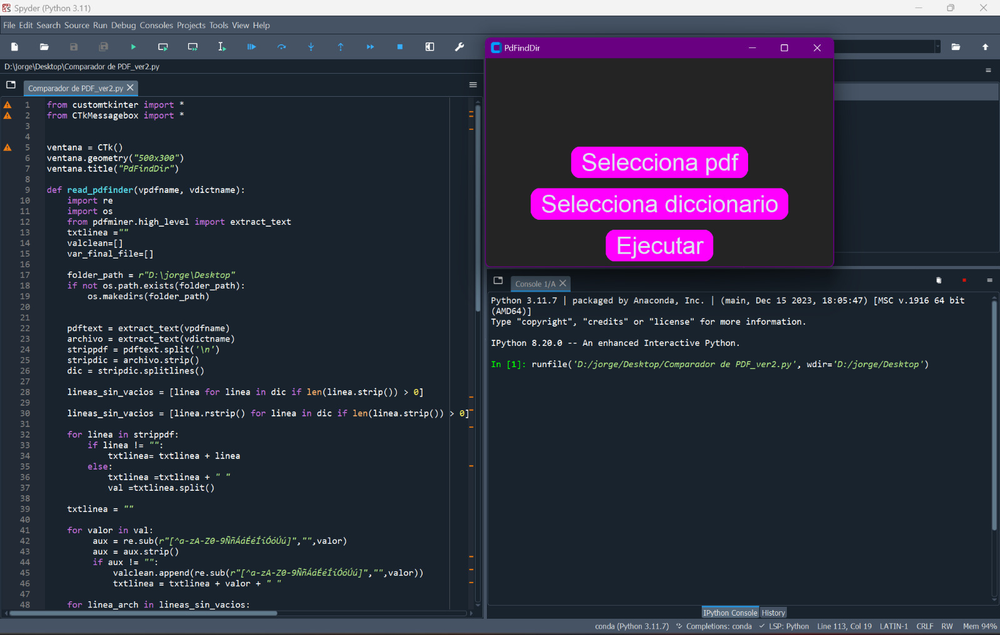 Spyder (Python 3.11)
File Edit Search Source Run Debug Consoles Projects Tools View Help
D:\jorge\Desktop\Comparador de PDF_ver2.py
Comparador de PDF_ver2.py
1 from customtkinter import *
2 from CTkMessagebox import *
3
4
5 ventana = CTk()
6 ventana.geometry("500x300")
7 ventana.title("PdFindDir")
8
9 def read_pdfinder(vpdfname, vdictname):
10     import re
11     import os
12     from pdfminer.high_level import extract_text
13     txtlinea =""
14     valclean=[]
15     var_final_file=[]
16
17     folder_path = r"D:\jorge\Desktop"
18     if not os.path.exists(folder_path):
19         os.makedirs(folder_path)
20
21
22     pdftext = extract_text(vpdfname)
23     archivo = extract_text(vdictname)
24     strippdf = pdftext.split('\n')
25     stripdic = archivo.strip()
26     dic = stripdic.splitlines()
27
28     lineas_sin_vacios = [linea for linea in dic if len(linea.strip()) > 0]
29
30     lineas_sin_vacios = [linea.rstrip() for linea in dic if len(linea.strip()) > 0]
31
32     for linea in strippdf:
33         if linea != "":
34             txtlinea= txtlinea + linea
35         else:
36             txtlinea =txtlinea + " "
37             val =txtlinea.split()
38
39     txtlinea = ""
40
41     for valor in val:
42          aux = re.sub(r"[^a-zA-Z0-9ÑñÁáÉéÍíÓóÚú]","",valor)
43          aux = aux.strip()
44          if aux != "":
45              valclean.append(re.sub(r"[^a-zA-Z0-9ÑñÁáÉéÍíÓóÚú]","",valor))
46              txtlinea = txtlinea + valor + " "
47
48     for linea_arch in lineas_sin_vacios:
PdFindDir
Selecciona pdf
Selecciona diccionario
Ejecutar
Console 1/A
Python 3.11.7 | packaged by Anaconda, Inc. | (main, Dec 15 2023, 18:05:47) [MSC v.1916 64 bit
(AMD64)]
Type "copyright", "credits" or "license" for more information.
IPython 8.20.0 -- An enhanced Interactive Python.
In [1]: runfile('D:/jorge/Desktop/Comparador de PDF_ver2.py', wdir='D:/jorge/Desktop')
IPython Console History
conda (Python 3.11.7) Completions: conda LSP: Python Line 113, Col 19 LATIN-1 CRLF RW Mem 94%